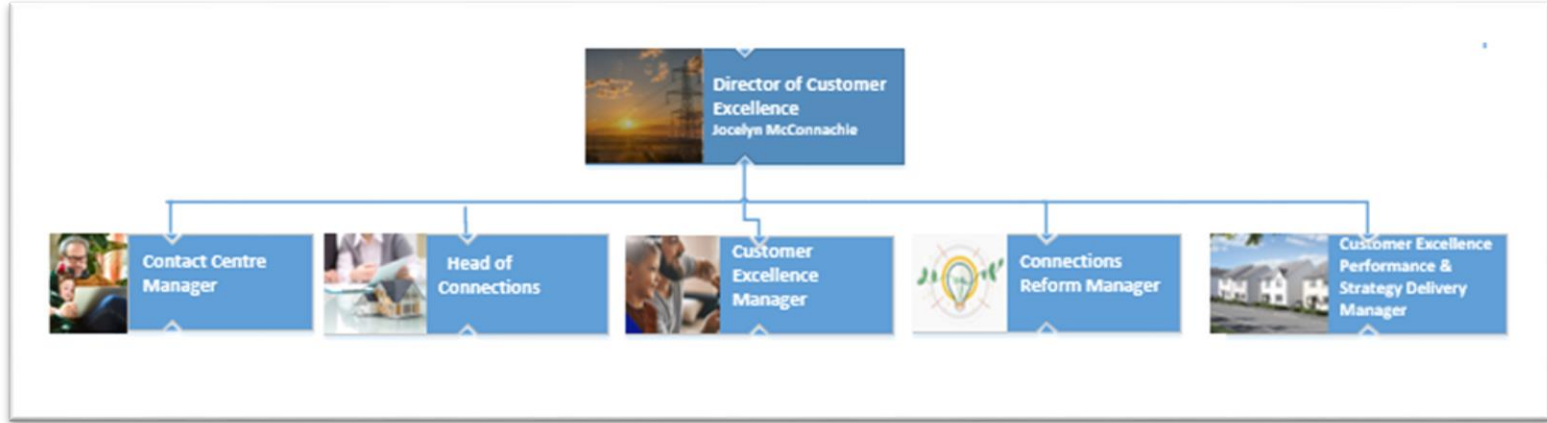 Director of Customer
Excellence
Jocelyn McConnachie
Contact Centre
Manager
Head of
Connections
Customer
Excellence
Manager
Connections
Reform Manager
Customer Excellence
Performance &
Strategy Delivery
Manager